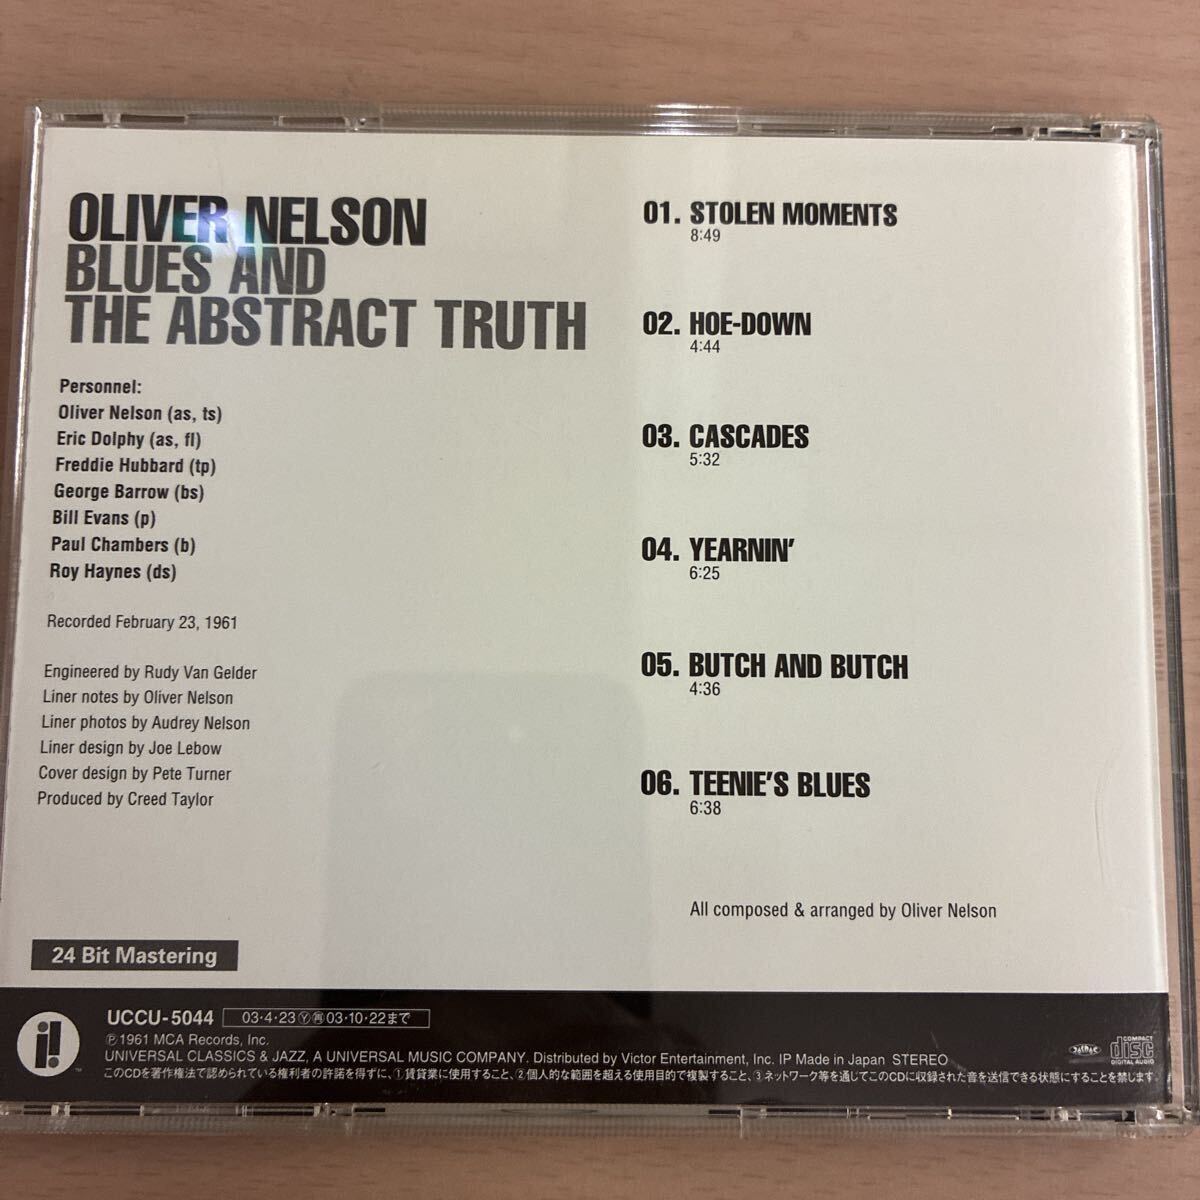 OLIVER NELSON
BLUES AND
THE ABSTRACT TRUTH
Personnel:
Oliver Nelson (as, ts)
Eric Dolphy (as, fl)
Freddie Hubbard (tp)
George Barrow (bs)
Bill Evans (p)
Paul Chambers (b)
Roy Haynes (ds)
Recorded February 23, 1961
Engineered by Rudy Van Gelder
Liner notes by Oliver Nelson
Liner photos by Audrey Nelson
Liner design by Joe Lebow
Cover design by Pete Turner
Produced by Creed Taylor
24 Bit Mastering
01. STOLEN MOMENTS
8:49
02. HOE-DOWN
4:44
03. CASCADES
5:32
04. YEARNIN'
6:25
05. BUTCH AND BUTCH
4:36
06. TEENIE'S BLUES
6:38
All composed & arranged by Oliver Nelson
i! TM
UCCU-5044 03·4·23Ⓨ㊢03·10·22まで
Ⓟ1961 MCA Records, Inc.
UNIVERSAL CLASSICS & JAZZ, A UNIVERSAL MUSIC COMPANY. Distributed by Victor Entertainment, Inc. IP Made in Japan STEREO
このCDを著作権法で認められている権利者の許諾を得ずに、①賃貸業に使用すること、②個人的な範囲を超える使用目的で複製すること、③ネットワーク等を通じてこのCDに収録された音を送信できる状態にすることを禁じます。
COMPACT
disc
DIGITAL AUDIO